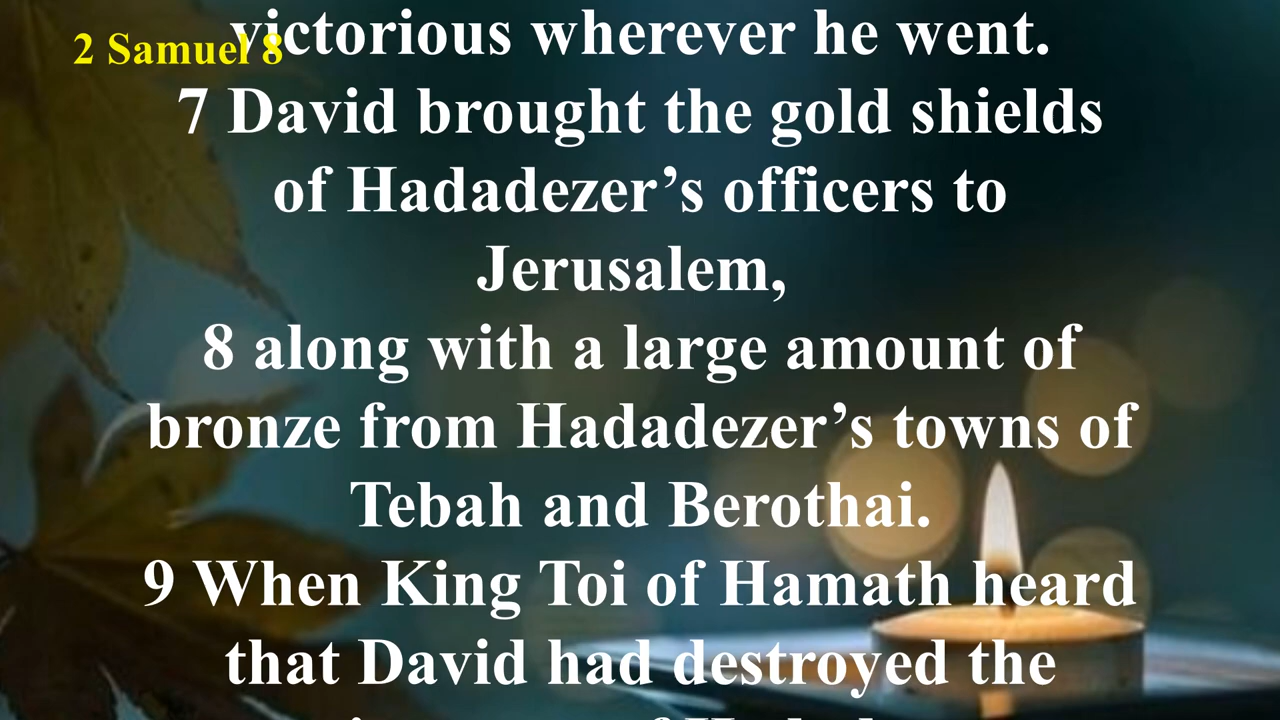 2 Samuel 8
victorious wherever he went.
7 David brought the gold shields
of Hadadezer’s officers to
Jerusalem,
8 along with a large amount of
bronze from Hadadezer’s towns of
Tebah and Berothai.
9 When King Toi of Hamath heard
that David had destroyed the